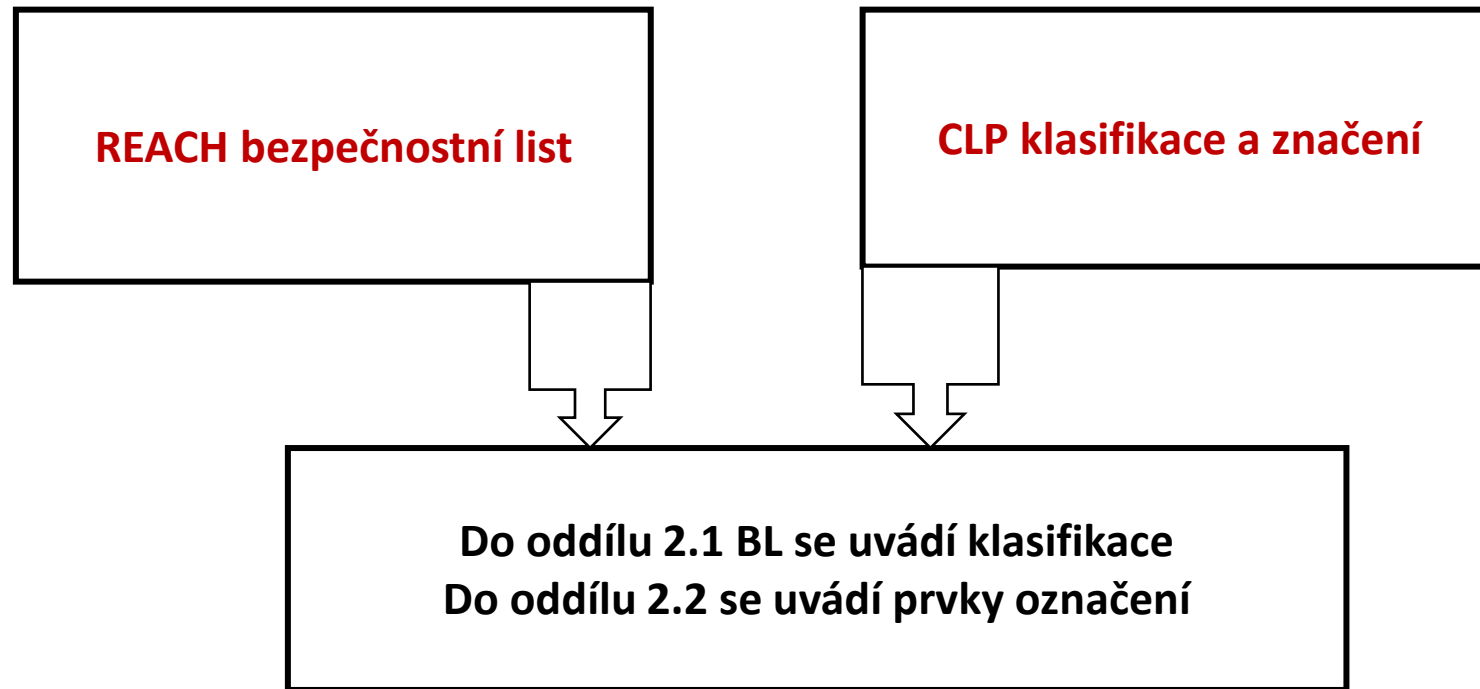 REACH bezpečnostní list
CLP klasifikace a značení
Do oddílu 2.1 BL se uvádí klasifikace
Do oddílu 2.2 se uvádí prvky označení